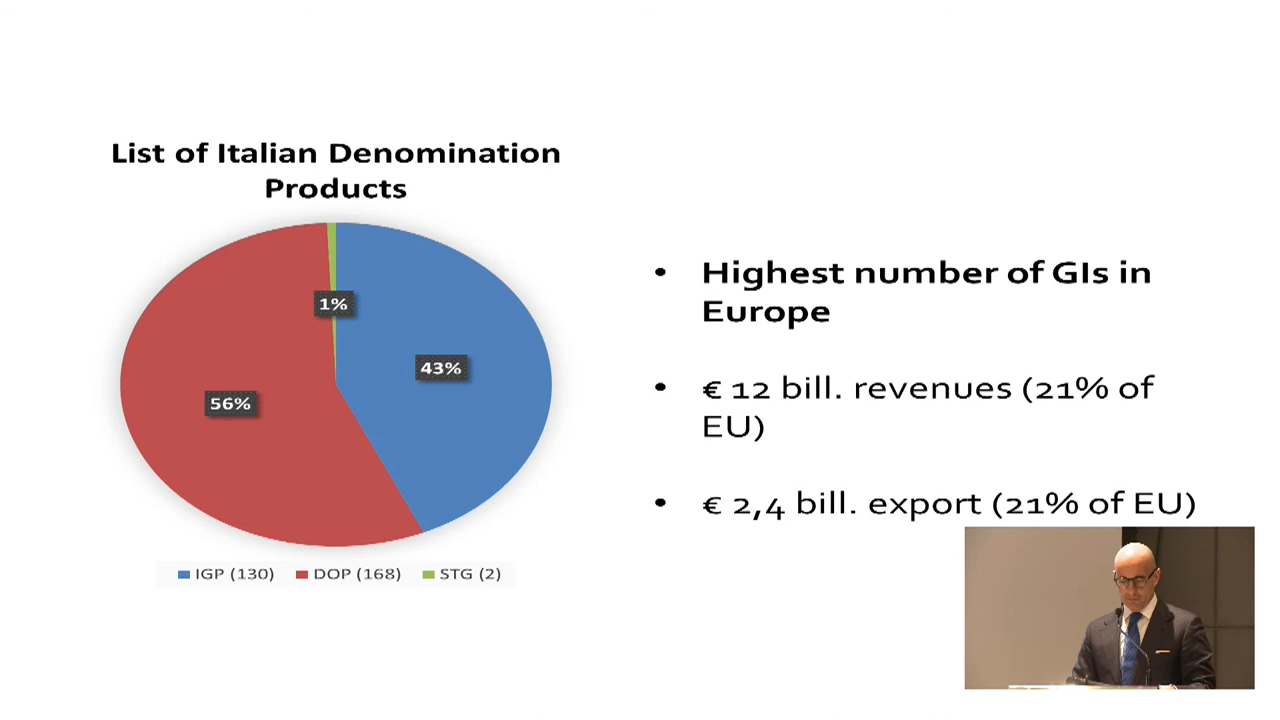 List of Italian Denomination
Products
1%
43%
56%
IGP (130) DOP (168) STG (2)
• Highest number of GIs in
Europe
• € 12 bill. revenues (21% of
EU)
• € 2,4 bill. export (21% of EU)